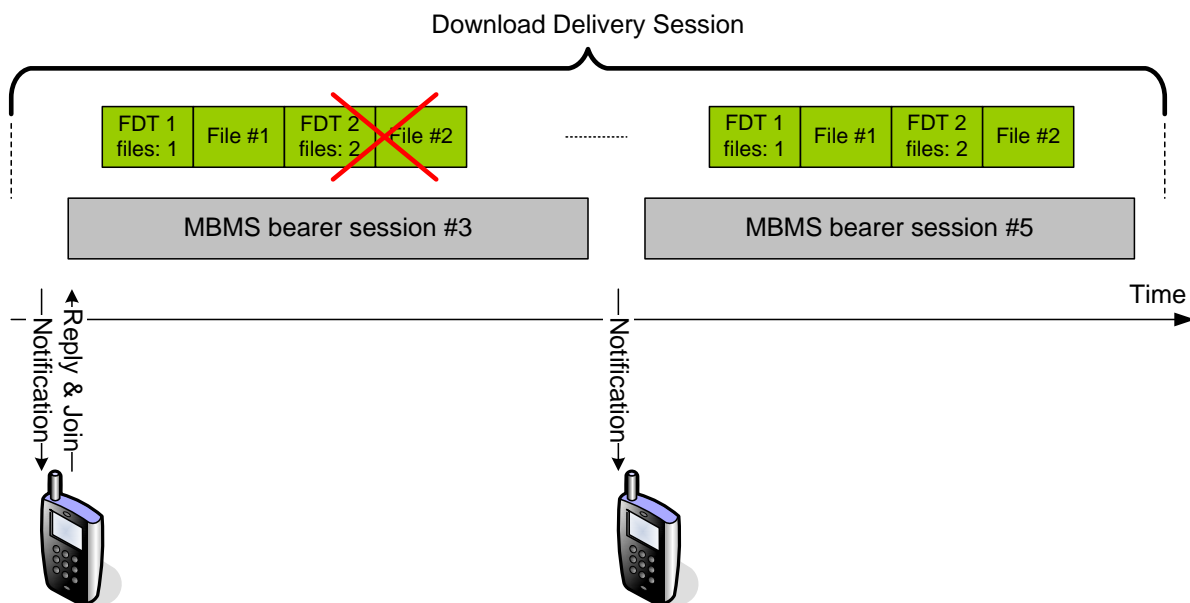 Download Delivery Session
FDT 1
files: 1
File #1
FDT 2
files: 2
File #2
FDT 1
files: 1
File #1
FDT 2
files: 2
File #2
MBMS bearer session #3
MBMS bearer session #5
Time
Notification
Reply & Join
Notification